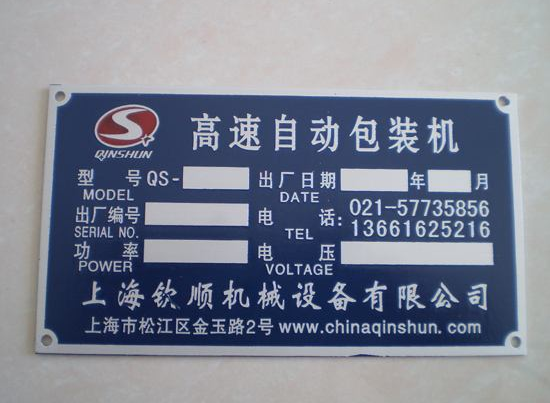 QINSHUN
高速自动包装机
型号 QS- 出厂日期 年 月
MODEL DATE
出厂编号 电话: 021-57735856
SERIAL NO. TEL 13661625216
功率 电压
POWER VOLTAGE
上海钦顺机械设备有限公司
上海市松江区金玉路2号 www.chinaqinshun.com